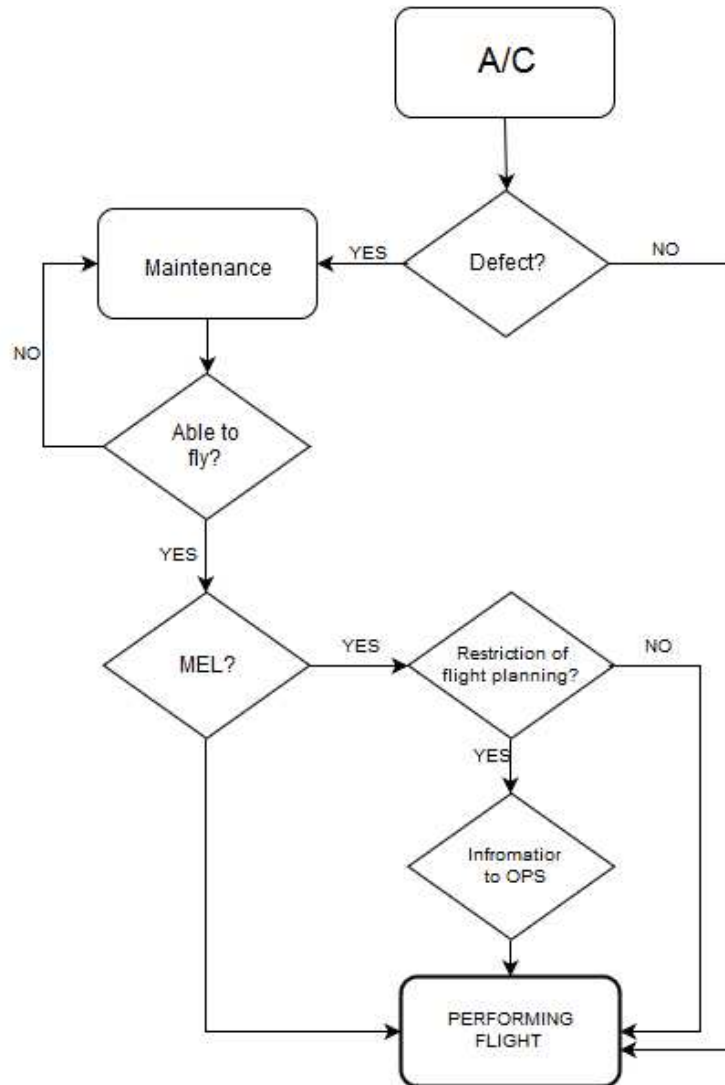 A/C
Defect?
YES
NO
Maintenance
NO
Able to
fly?
YES
MEL?
YES
Restriction of
flight planning?
NO
YES
Infromatior
to OPS
PERFORMING
FLIGHT